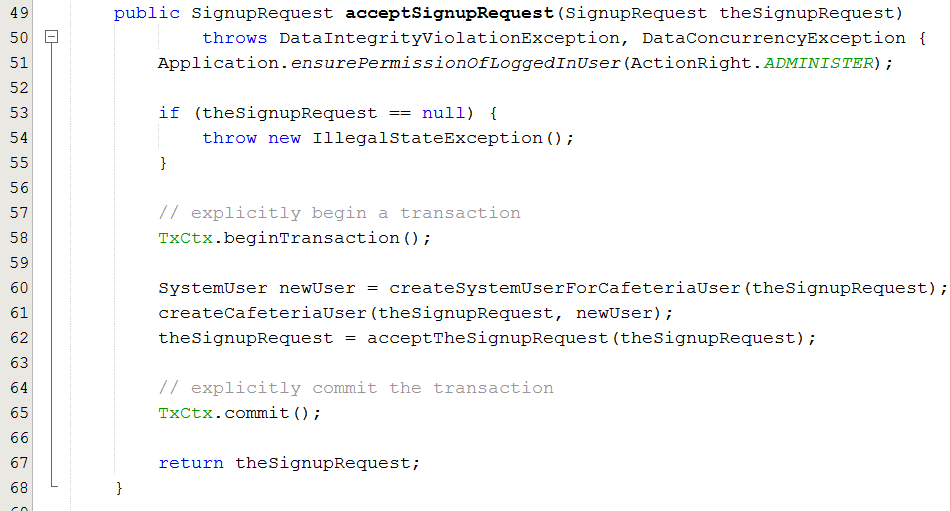 49 public SignupRequest acceptSignupRequest(SignupRequest theSignupRequest)
50 throws DataIntegrityViolationException, DataConcurrencyException {
51 Application.ensurePermissionOfLoggedInUser(ActionRight.ADMINISTER);
52
53 if (theSignupRequest == null) {
54 throw new IllegalStateException();
55 }
56
57 // explicitly begin a transaction
58 TxCtx.beginTransaction();
59
60 SystemUser newUser = createSystemUserForCafeteriaUser(theSignupRequest);
61 createCafeteriaUser(theSignupRequest, newUser);
62 theSignupRequest = acceptTheSignupRequest(theSignupRequest);
63
64 // explicitly commit the transaction
65 TxCtx.commit();
66
67 return theSignupRequest;
68 }